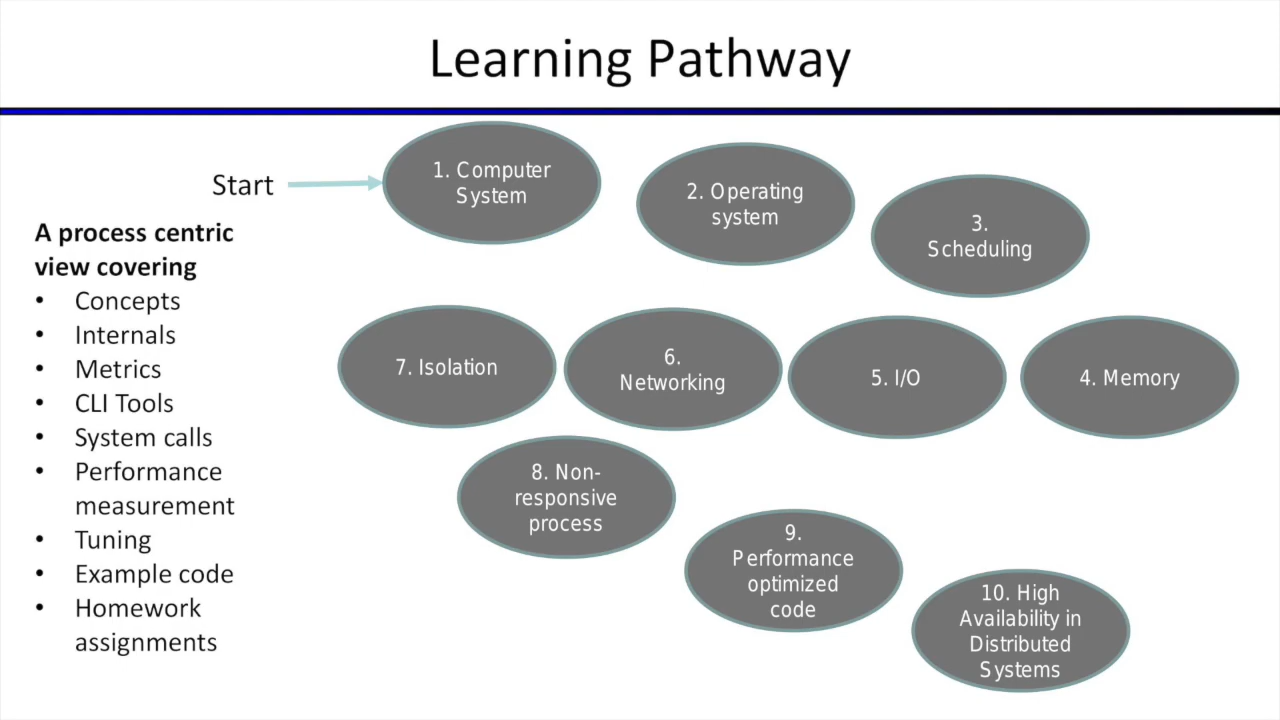 Learning Pathway
Start
A process centric
view covering
• Concepts
• Internals
• Metrics
• CLI Tools
• System calls
• Performance
measurement
• Tuning
• Example code
• Homework
assignments
1. Computer
System
2. Operating
system
3.
Scheduling
4. Memory
5. I/O
6.
Networking
7. Isolation
8. Non-
responsive
process
9.
Performance
optimized
code
10. High
Availability in
Distributed
Systems